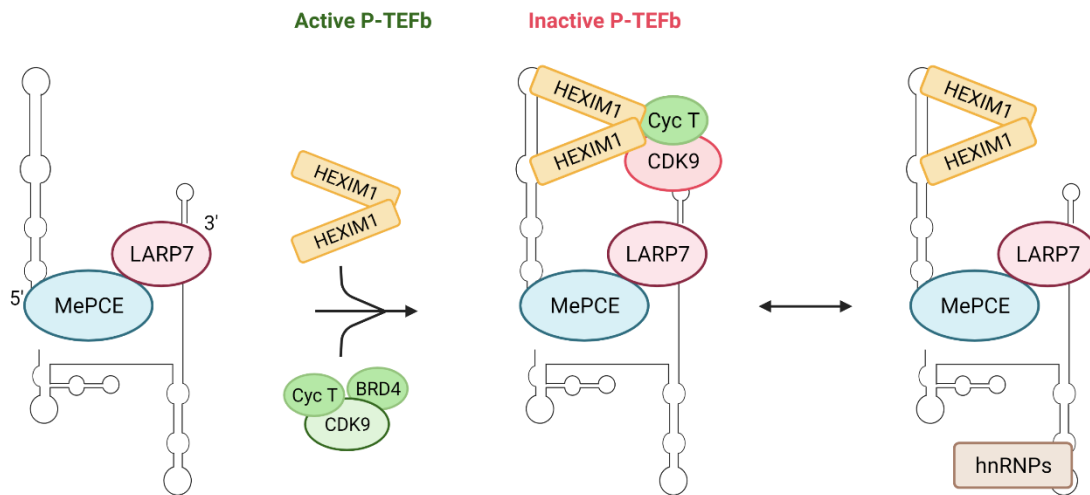 Active P-TEFb
Inactive P-TEFb
HEXIM1
HEXIM1
Cyc T
CDK9
HEXIM1
HEXIM1
HEXIM1
HEXIM1
3'
LARP7
5'
MePCE
LARP7
MePCE
LARP7
MePCE
Cyc T
BRD4
CDK9
hnRNPs